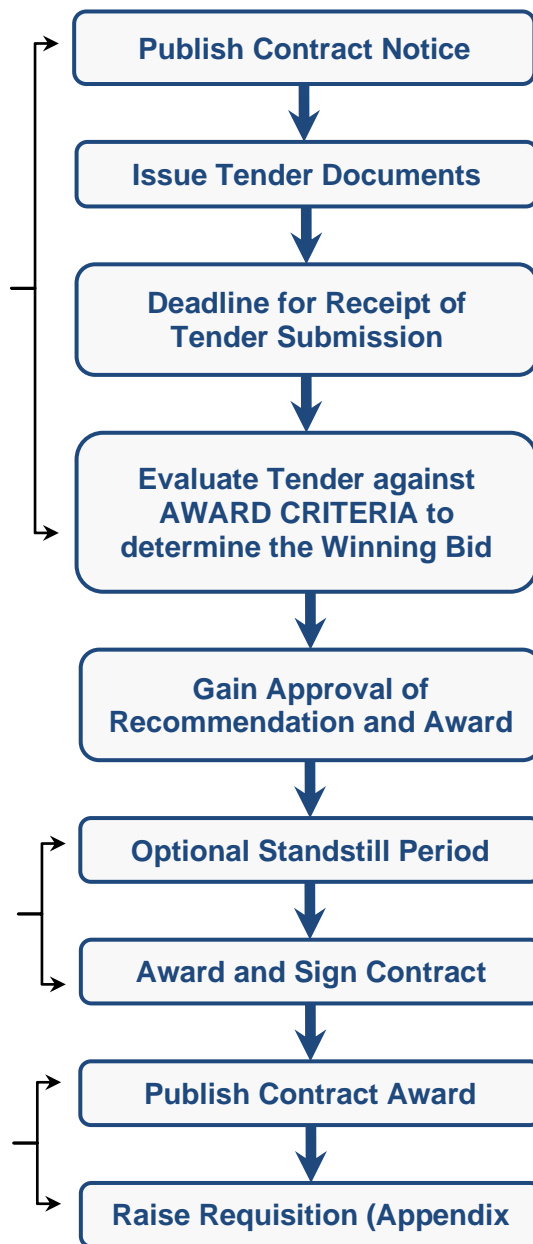 Publish Contract Notice
Issue Tender Documents
Deadline for Receipt of
Tender Submission
Evaluate Tender against
AWARD CRITERIA to
determine the Winning Bid
Gain Approval of
Recommendation and Award
Optional Standstill Period
Award and Sign Contract
Publish Contract Award
Raise Requisition (Appendix